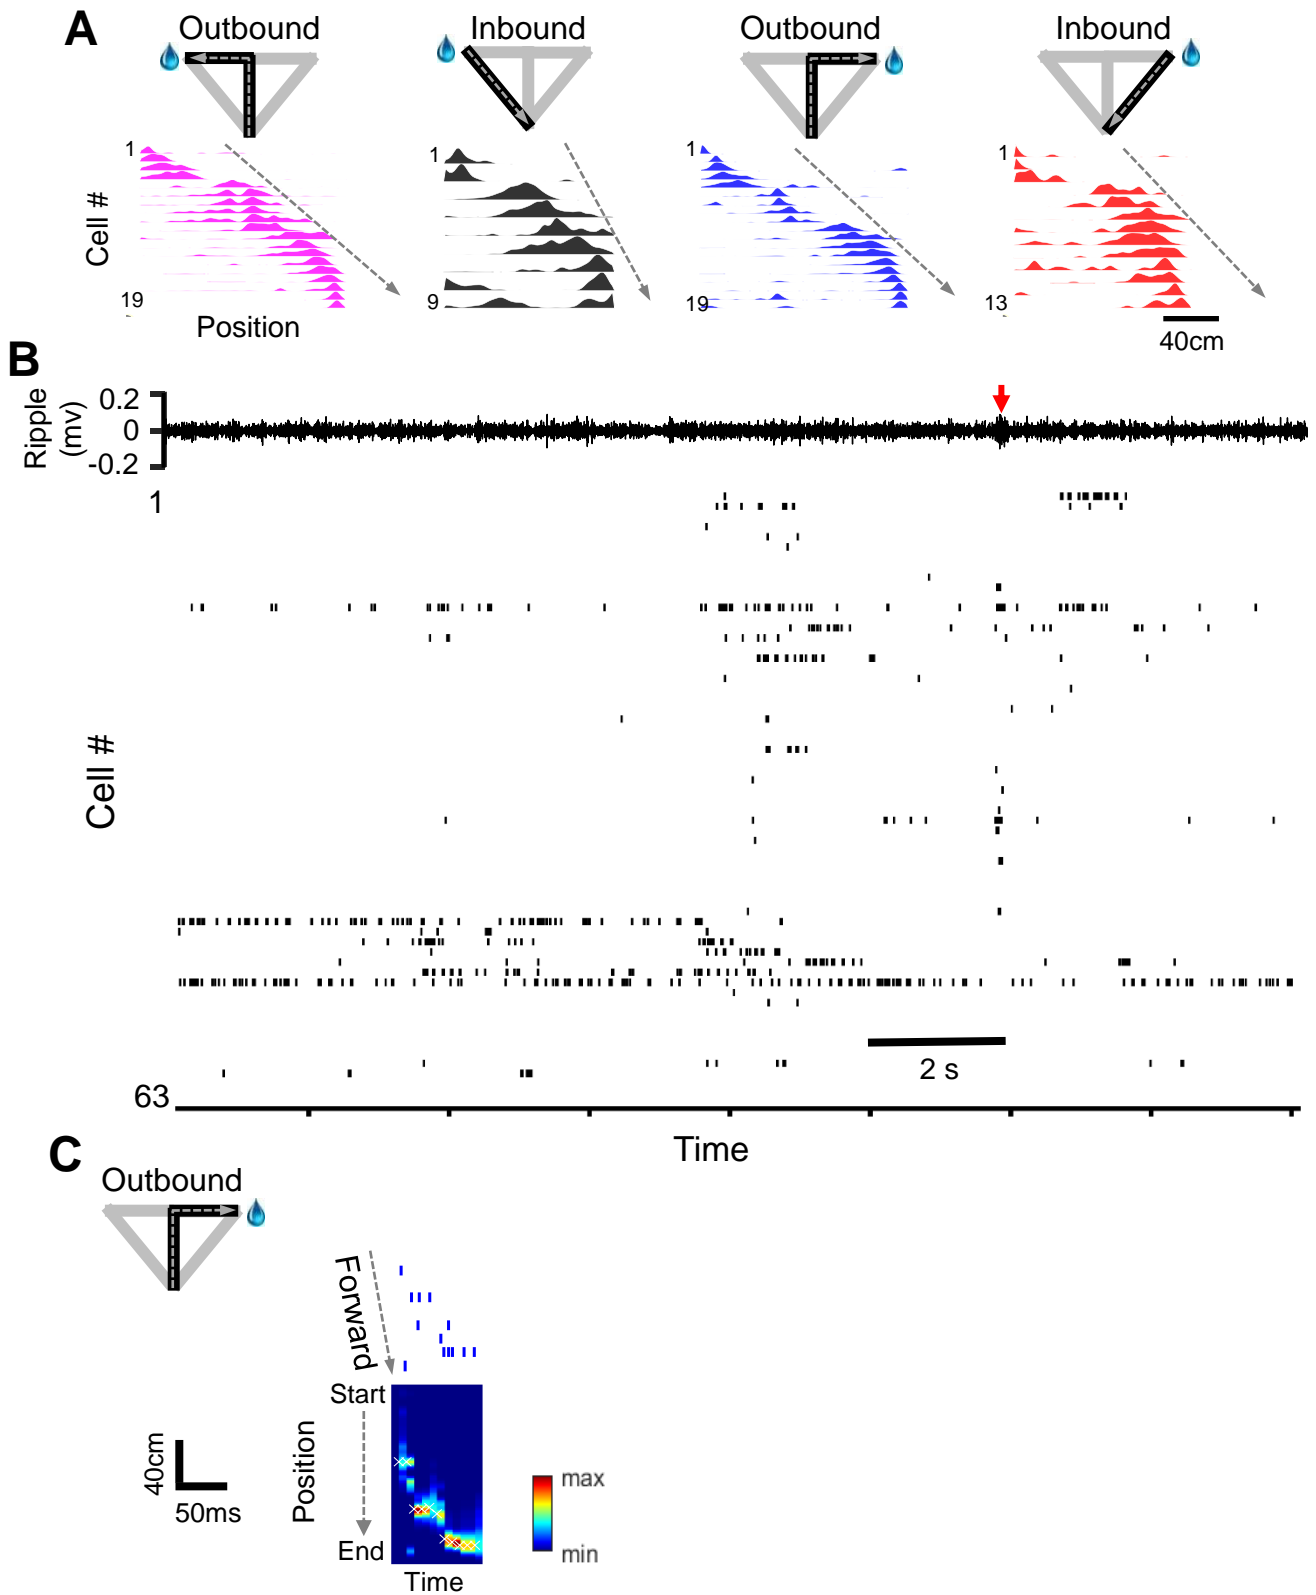 A
Outbound
Inbound
Outbound
Inbound
1
1
1
1
Cell #
19
9
19
13
Position
40cm
B
Ripple
(mv)
0.2
0
-0.2
1
Cell #
2 s
63
Time
C
Outbound
Forward
Start
Position
40cm
50ms
max
min
End
Time